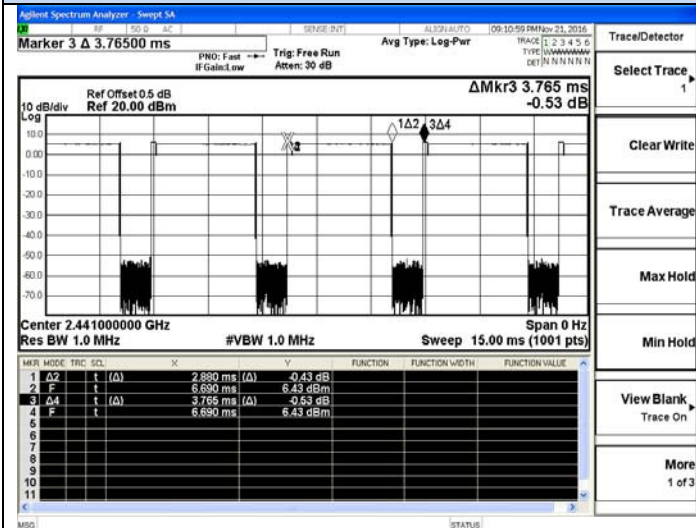 Agilent Spectrum Analyzer - Swept SA
RF 50 Ω AC SENSE:INT ALIGN AUTO 09:10:59 PM Nov 21, 2016
Marker 3 Δ 3.76500 ms
PNO: Fast
IFGain:Low
Trig: Free Run
Atten: 30 dB
Avg Type: Log-Pwr
TRACE 1 2 3 4 5 6
TYPE
DET N N N N N N
ΔMkr3 3.765 ms
-0.53 dB
Ref Offset 0.5 dB
10 dB/div Ref 20.00 dBm
Log
10.0
0.00
-10.0
-20.0
-30.0
-40.0
-50.0
-60.0
-70.0
1Δ2 3Δ4
Center 2.441000000 GHz Span 0 Hz
Res BW 1.0 MHz #VBW 1.0 MHz Sweep 15.00 ms (1001 pts)
MKR MODE TRC SCL X Y FUNCTION FUNCTION WIDTH FUNCTION VALUE
1 Δ2 t (Δ) 2.880 ms (Δ) -0.43 dB
2 F t 6.690 ms 6.43 dBm
3 Δ4 t (Δ) 3.765 ms (Δ) -0.53 dB
4 F t 6.690 ms 6.43 dBm
5
6
7
8
9
10
11
MSG STATUS
Trace/Detector
Select Trace
1
Clear Write
Trace Average
Max Hold
Min Hold
View Blank
Trace On
More
1 of 3